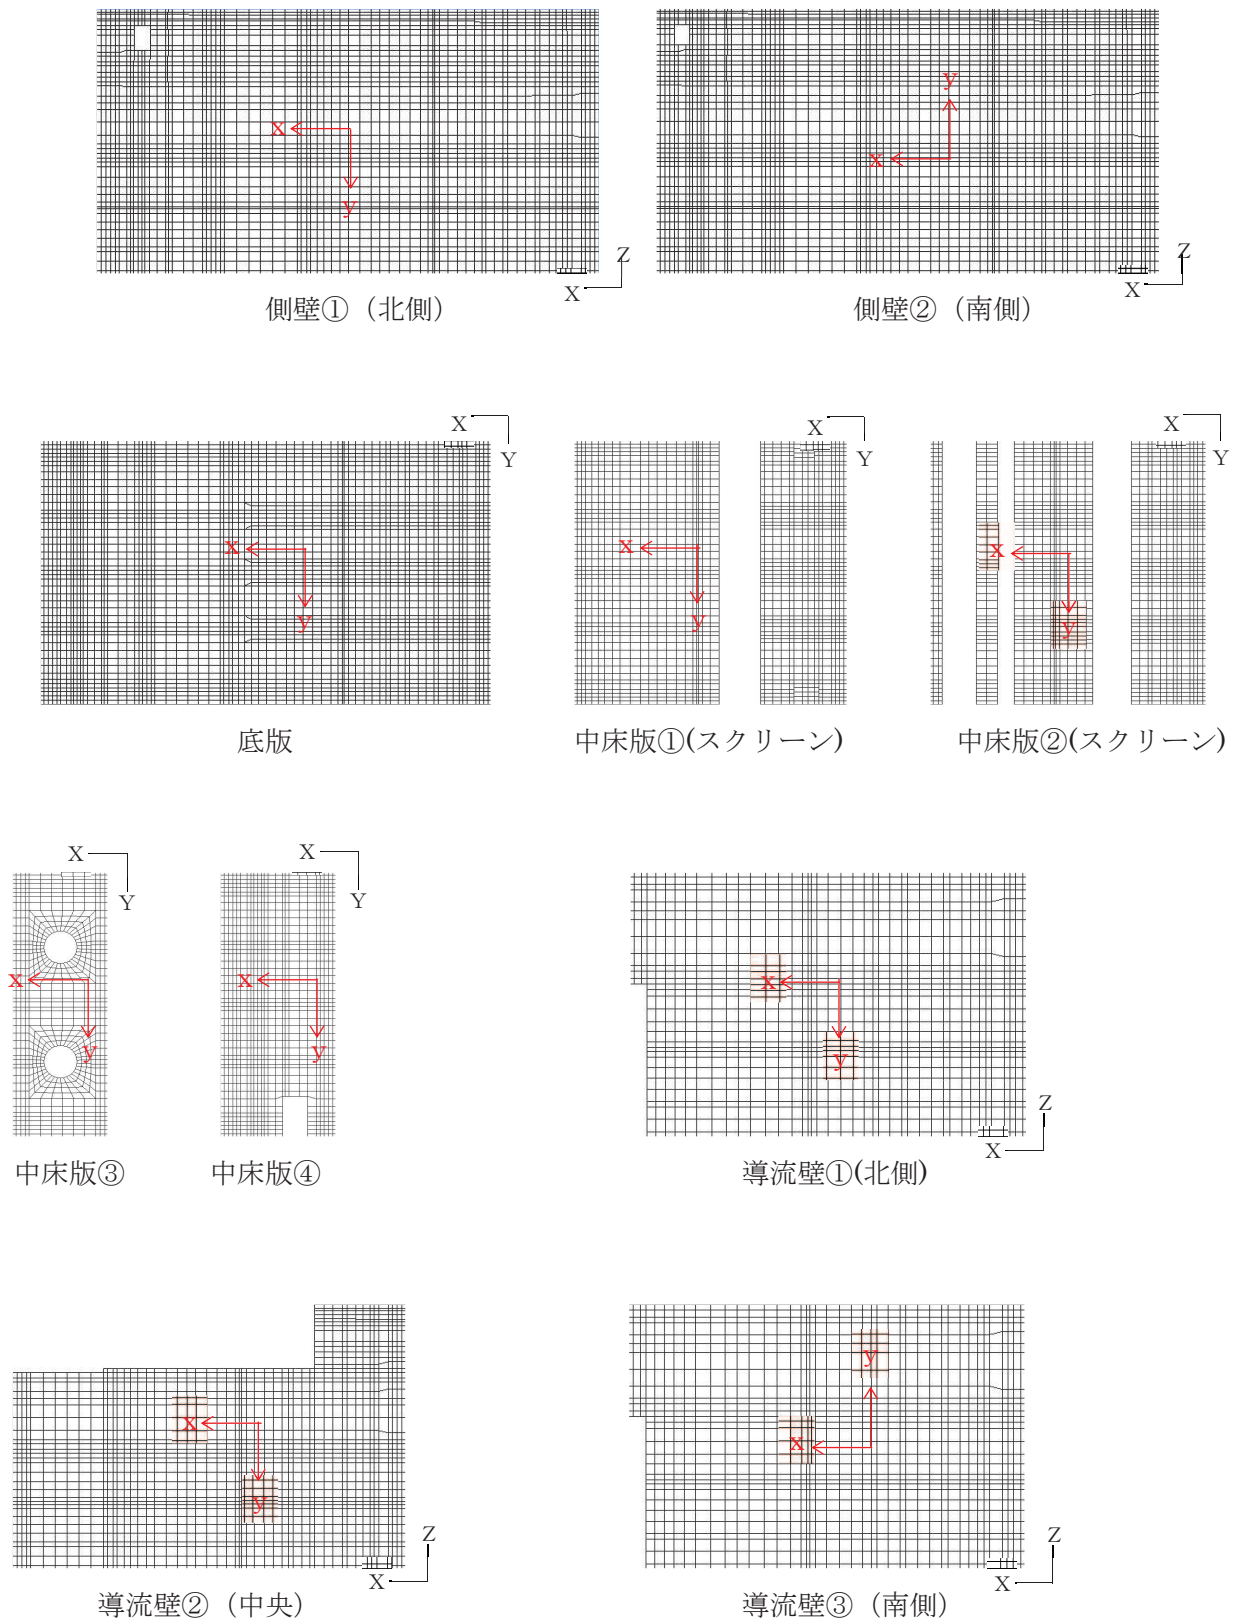 x
y
Z
X
側壁①（北側）
y
x
Z
X
側壁②（南側）
X
Y
x
y
底版
X
Y
x
y
中床版①(スクリーン)
X
Y
x
y
中床版②(スクリーン)
X
Y
x
y
中床版③
X
Y
x
y
中床版④
x
y
Z
X
導流壁①(北側)
x
y
Z
X
導流壁②（中央）
y
x
Z
X
導流壁③（南側）